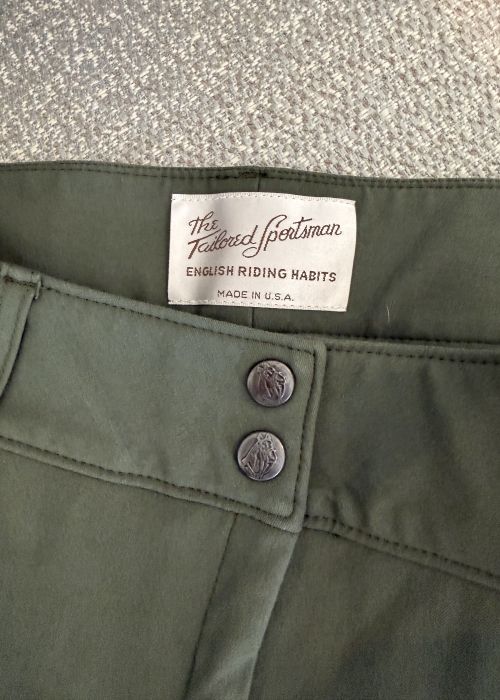 The
Tailored Sportsman
ENGLISH RIDING HABITS
MADE IN U.S.A.